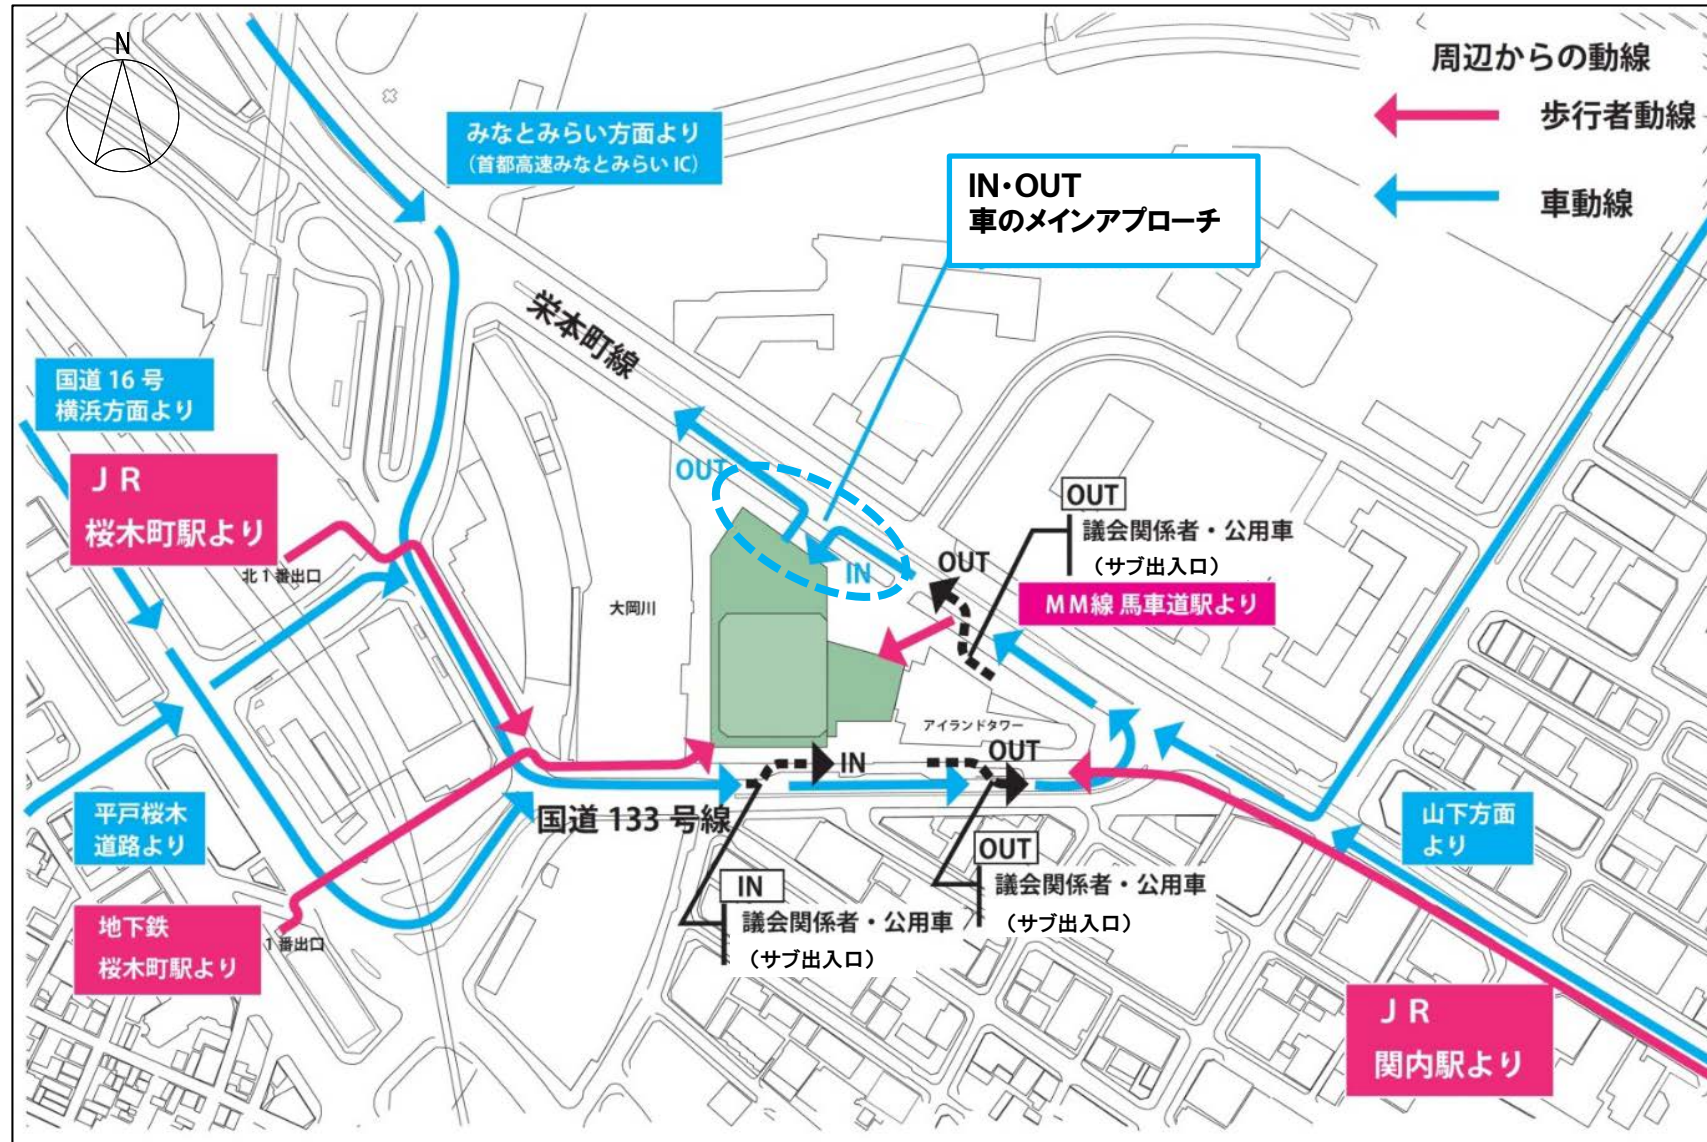 N
周辺からの動線
歩行者動線
車動線
みなとみらい方面より
（首都高速みなとみらい IC）
IN・OUT
車のメインアプローチ
栄本町線
国道 16 号
横浜方面より
ＪＲ
桜木町駅より
北１番出口
大岡川
OUT
IN
OUT
OUT
議会関係者・公用車
（サブ出入口）
ＭＭ線 馬車道駅より
アイランドタワー
IN
OUT
国道 133 号線
平戸桜木
道路より
地下鉄
桜木町駅より
1 番出口
IN
議会関係者・公用車
（サブ出入口）
OUT
議会関係者・公用車
（サブ出入口）
山下方面
より
ＪＲ
関内駅より